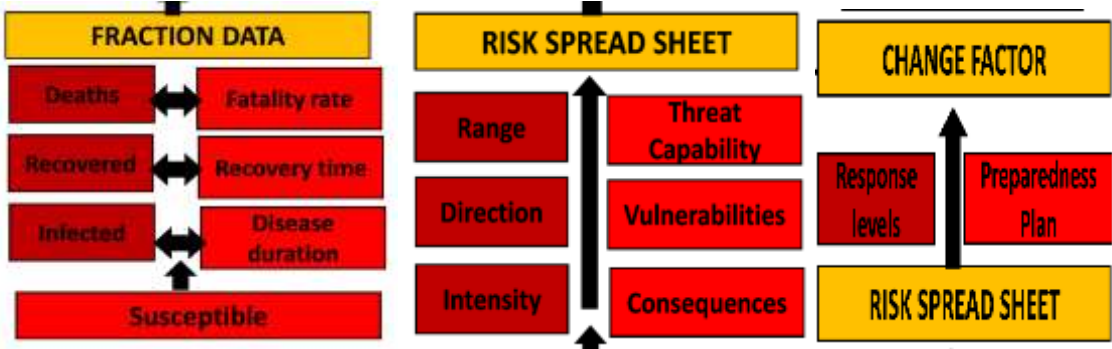 FRACTION DATA
Deaths
Fatality rate
Recovered
Recovery time
Infected
Disease
duration
Susceptible
RISK SPREAD SHEET
Range
Threat
Capability
Direction
Vulnerabilities
Intensity
Consequences
CHANGE FACTOR
Response
levels
Preparedness
Plan
RISK SPREAD SHEET